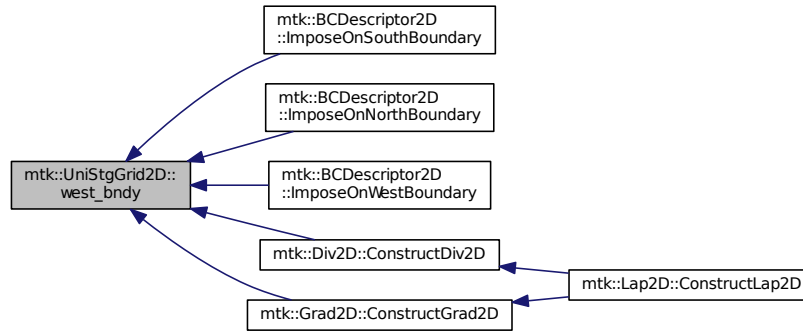 mtk::BCDescriptor2D
::ImposeOnSouthBoundary
mtk::BCDescriptor2D
::ImposeOnNorthBoundary
mtk::UniStgGrid2D::
west_bndy
mtk::BCDescriptor2D
::ImposeOnWestBoundary
mtk::Div2D::ConstructDiv2D
mtk::Lap2D::ConstructLap2D
mtk::Grad2D::ConstructGrad2D